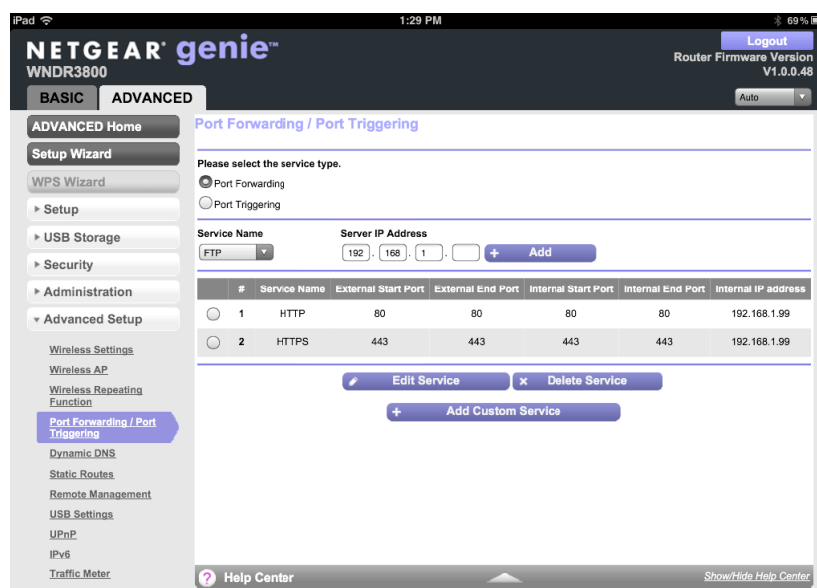 iPad 1:29 PM 69%
NETGEAR® genie™
WNDR3800
Logout
Router Firmware Version
V1.0.0.48
BASIC ADVANCED
Auto
ADVANCED Home
Setup Wizard
WPS Wizard
Setup
USB Storage
Security
Administration
Advanced Setup
Wireless Settings
Wireless AP
Wireless Repeating
Function
Port Forwarding / Port
Triggering
Dynamic DNS
Static Routes
Remote Management
USB Settings
UPnP
IPv6
Traffic Meter
Port Forwarding / Port Triggering
Please select the service type.
Port Forwarding
Port Triggering
Service Name Server IP Address
FTP 192 . 168 . 1 . + Add
# Service Name External Start Port External End Port Internal Start Port Internal End Port Internal IP address
1 HTTP 80 80 80 80 192.168.1.99
2 HTTPS 443 443 443 443 192.168.1.99
Edit Service x Delete Service
+ Add Custom Service
? Help Center Show/Hide Help Center